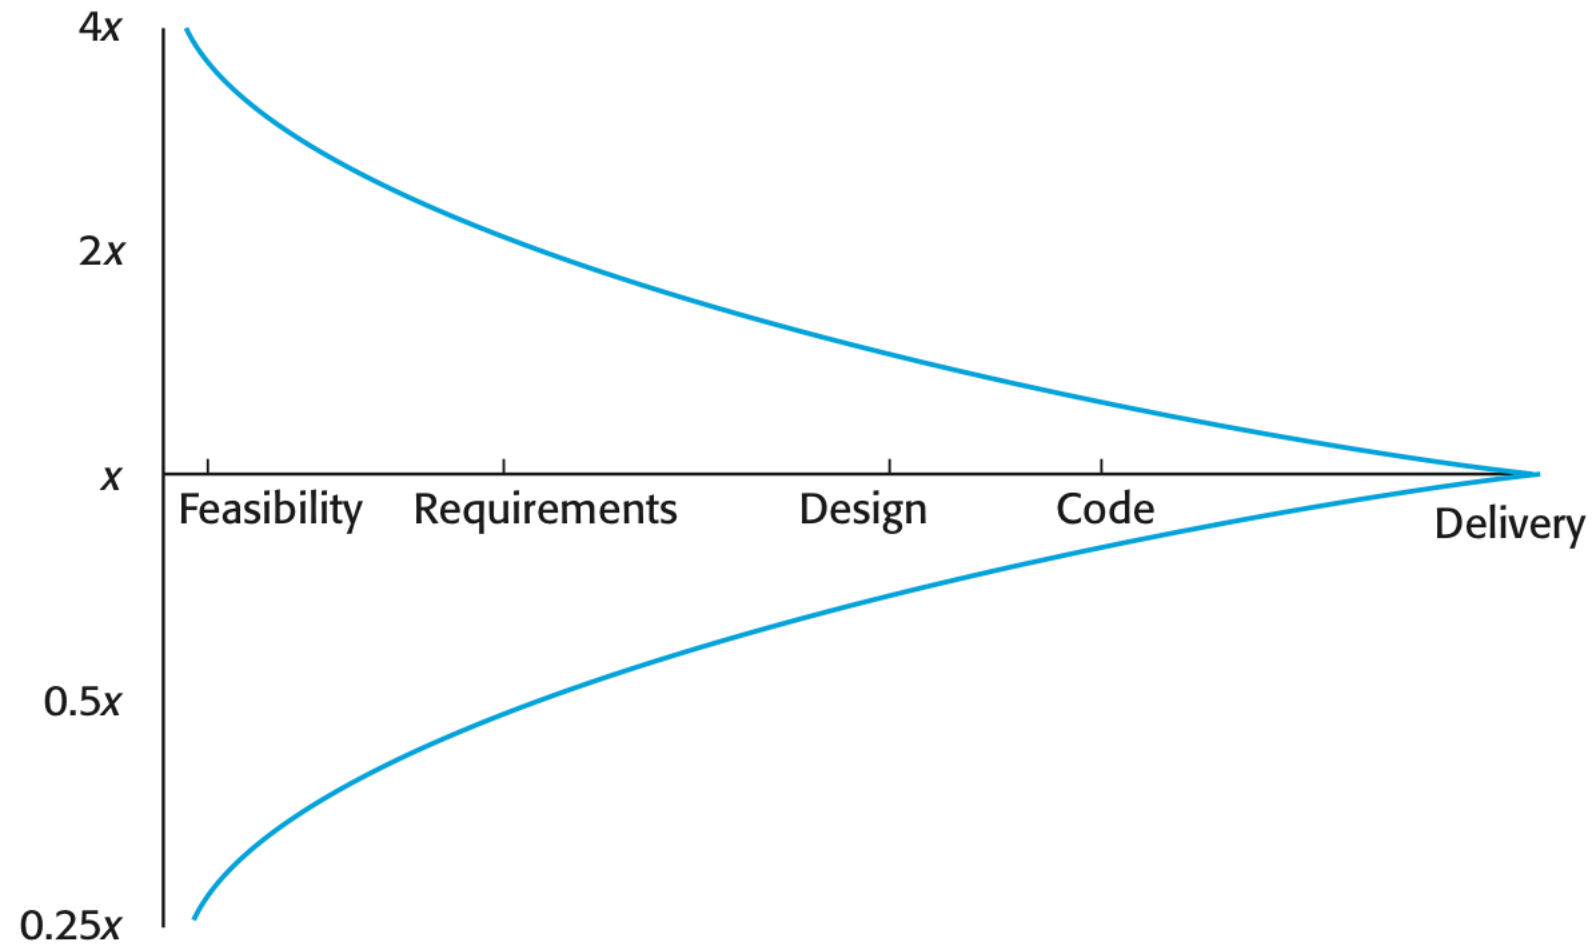 4x
2x
x
Feasibility Requirements Design Code Delivery
0.5x
0.25x